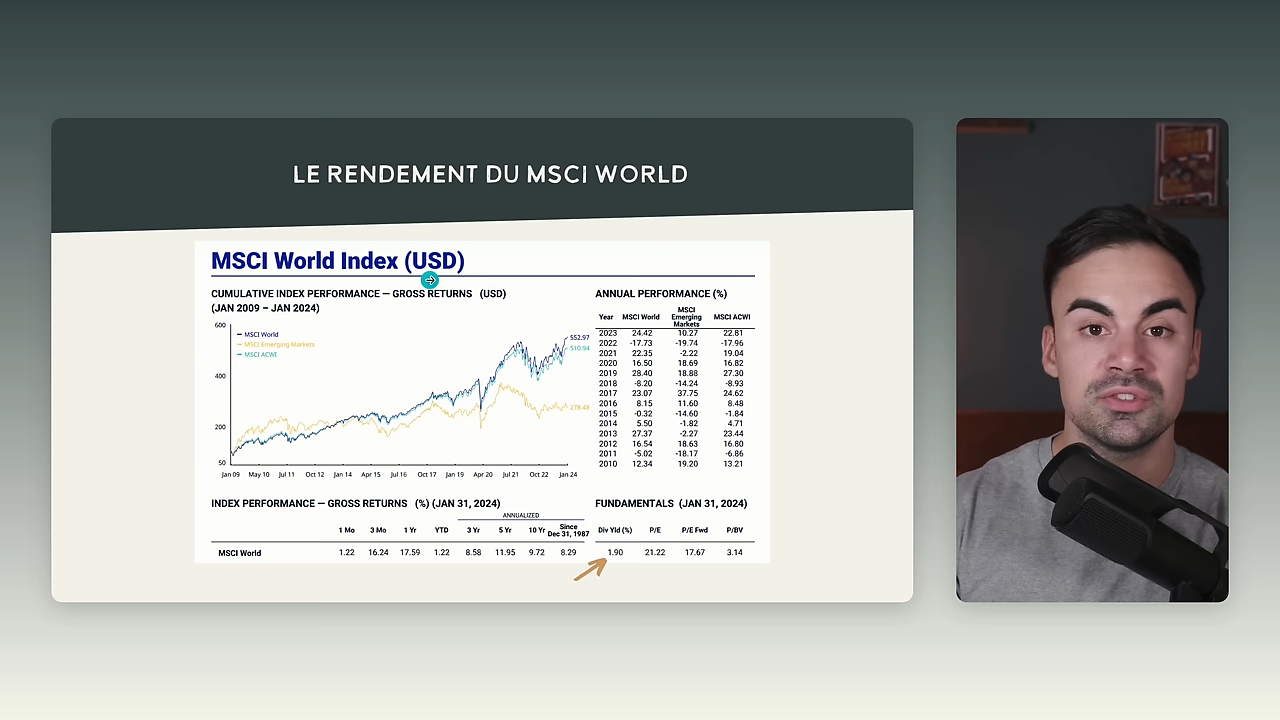 LE RENDEMENT DU MSCI WORLD
MSCI World Index (USD)
CUMULATIVE INDEX PERFORMANCE — GROSS RETURNS (USD)
(JAN 2009 – JAN 2024)
600
400
200
50
MSCI World
MSCI Emerging Markets
MSCI ACWI
552.97
510.94
278.48
Jan 09 May 10 Jul 11 Oct 12 Jan 14 Apr 15 Jul 16 Oct 17 Jan 19 Apr 20 Jul 21 Oct 22 Jan 24
ANNUAL PERFORMANCE (%)
Year MSCI World MSCI Emerging Markets MSCI ACWI
2023 24.42 10.27 22.81
2022 -17.73 -19.74 -17.96
2021 22.35 -2.22 19.04
2020 16.50 18.69 16.82
2019 28.40 18.88 27.30
2018 -8.20 -14.24 -8.93
2017 23.07 37.75 24.62
2016 8.15 11.60 8.48
2015 -0.32 -14.60 -1.84
2014 5.50 -1.82 4.71
2013 27.37 -2.27 23.44
2012 16.54 18.63 16.80
2011 -5.02 -18.17 -6.86
2010 12.34 19.20 13.21
INDEX PERFORMANCE — GROSS RETURNS (%) (JAN 31, 2024)
ANNUALIZED
1 Mo 3 Mo 1 Yr YTD 3 Yr 5 Yr 10 Yr Since Dec 31, 1987
MSCI World 1.22 16.24 17.59 1.22 8.58 11.95 9.72 8.29
FUNDAMENTALS (JAN 31, 2024)
Div Yld (%) P/E P/E Fwd P/BV
1.90 21.22 17.67 3.14